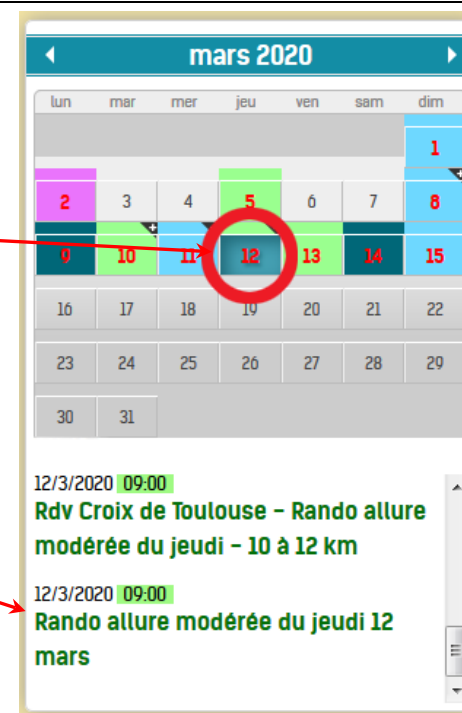 mars 2020
lun mar mer jeu ven sam dim
1
2 3 4 5 6 7 8
9 10 11 12 13 14 15
16 17 18 19 20 21 22
23 24 25 26 27 28 29
30 31
12/3/2020 09:00
Rdv Croix de Toulouse – Rando allure
modérée du jeudi – 10 à 12 km
12/3/2020 09:00
Rando allure modérée du jeudi 12
mars